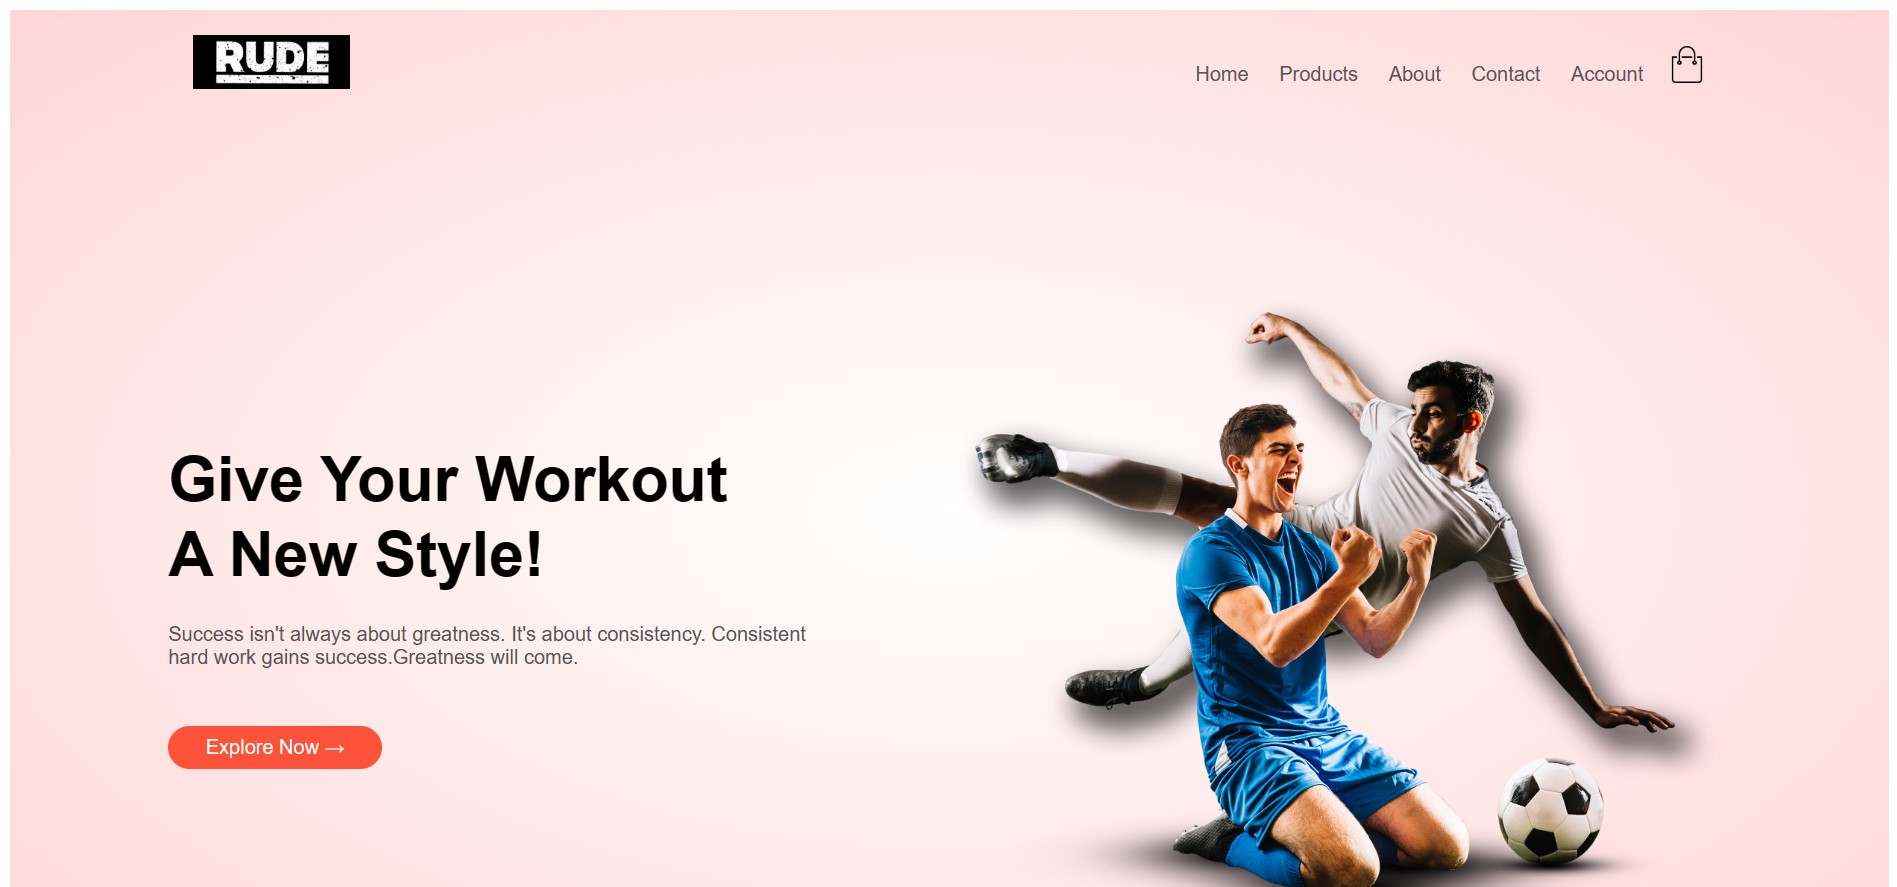 RUDE
Home Products About Contact Account
Give Your Workout
A New Style!
Success isn't always about greatness. It's about consistency. Consistent
hard work gains success.Greatness will come.
Explore Now →